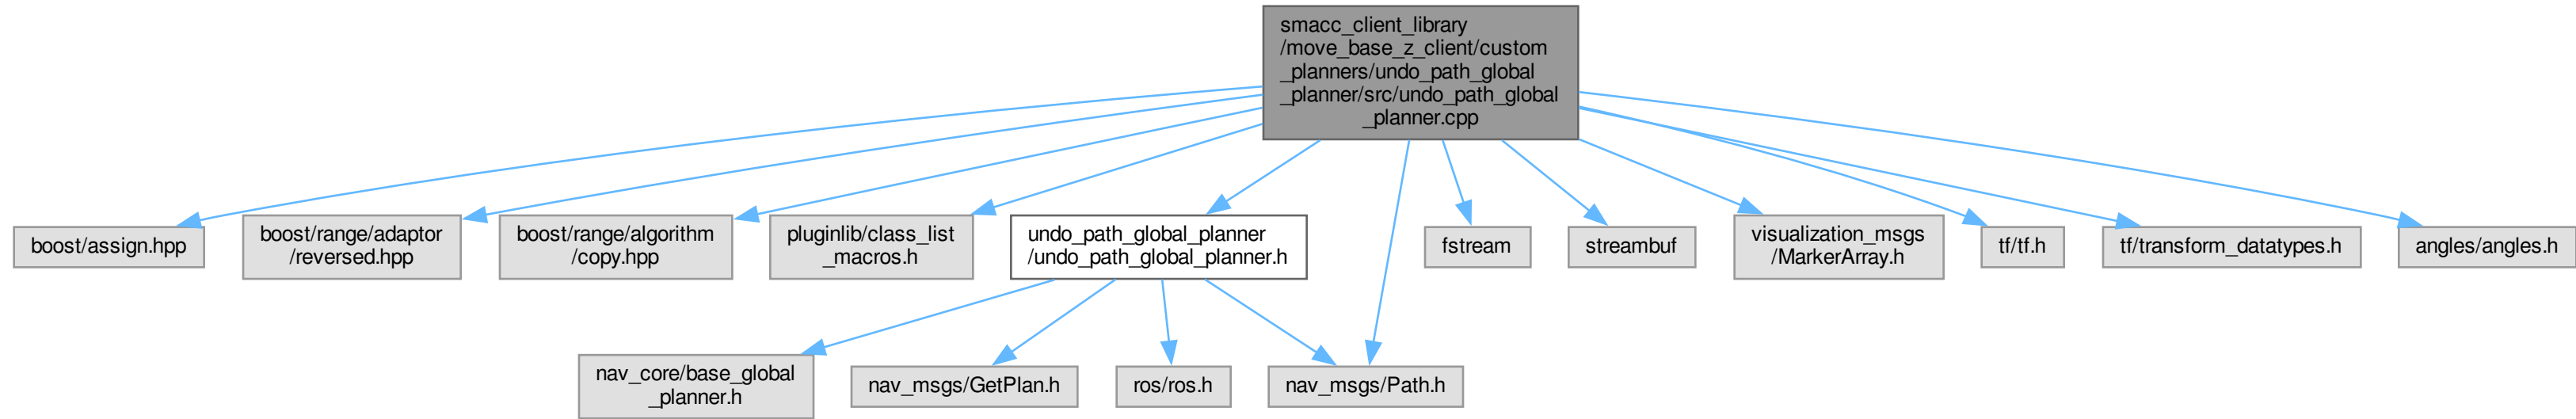 smacc_client_library
/move_base_z_client/custom
_planners/undo_path_global
_planner/src/undo_path_global
_planner.cpp
boost/assign.hpp
boost/range/adaptor
/reversed.hpp
boost/range/algorithm
/copy.hpp
pluginlib/class_list
_macros.h
undo_path_global_planner
/undo_path_global_planner.h
fstream
streambuf
visualization_msgs
/MarkerArray.h
tf/tf.h
tf/transform_datatypes.h
angles/angles.h
nav_core/base_global
_planner.h
nav_msgs/GetPlan.h
ros/ros.h
nav_msgs/Path.h